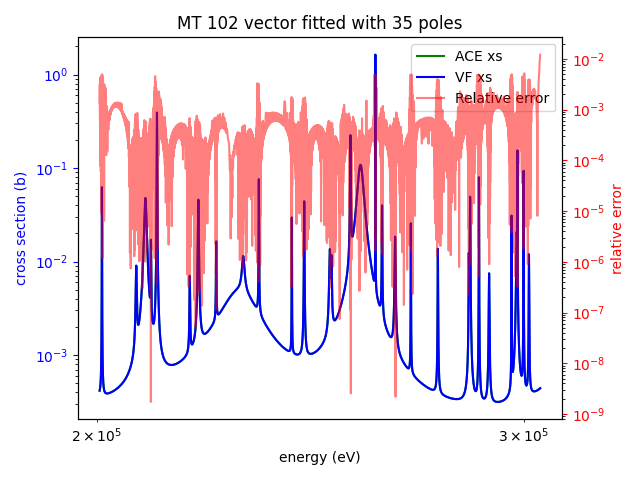 MT 102 vector fitted with 35 poles
ACE xs
VF xs
Relative error
cross section (b)
10⁰
10⁻¹
10⁻²
10⁻³
relative error
10⁻²
10⁻³
10⁻⁴
10⁻⁵
10⁻⁶
10⁻⁷
10⁻⁸
10⁻⁹
2 × 10⁵
3 × 10⁵
energy (eV)